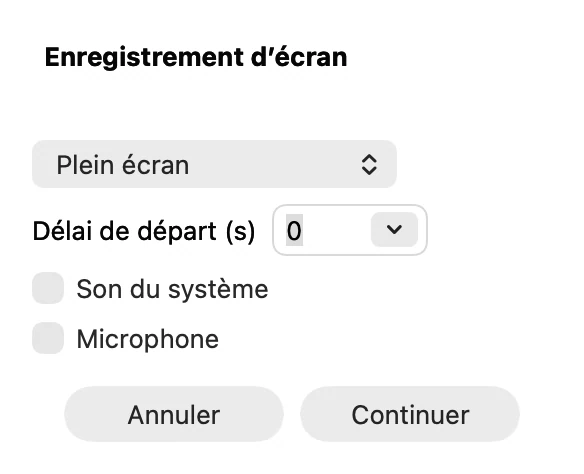 Enregistrement d’écran
Plein écran
Délai de départ (s) 0
Son du système
Microphone
Annuler Continuer